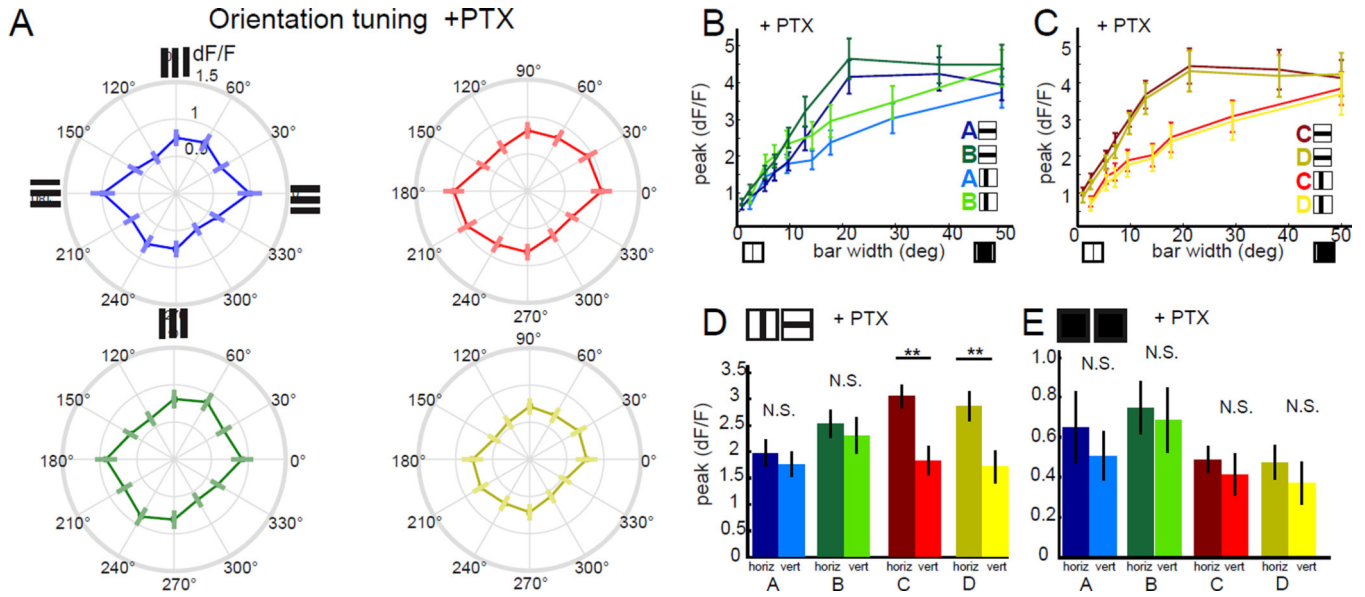 A
Orientation tuning +PTX
dF/F
1.5
1
0.5
120°
60°
150°
30°
210°
330°
240°
300°
90°
120°
60°
150°
30°
180°
0°
210°
330°
240°
300°
270°
120°
60°
150°
30°
180°
0°
210°
330°
240°
300°
270°
90°
120°
60°
150°
30°
180°
0°
210°
330°
240°
300°
270°
B
+ PTX
peak (dF/F)
5
4
3
2
1
0 10 20 30 40 50
bar width (deg)
A
B
A
B
C
+ PTX
peak (dF/F)
5
4
3
2
1
0 10 20 30 40 50
bar width (deg)
C
D
C
D
D
+ PTX
peak (dF/F)
3.5
3
2.5
2
1.5
1
0.5
0
N.S.
N.S.
**
**
horiz vert horiz vert horiz vert horiz vert
A B C D
E
+ PTX
1.0
0.8
0.6
0.4
0.2
0
N.S.
N.S.
N.S.
N.S.
horiz vert horiz vert horiz vert horiz vert
A B C D